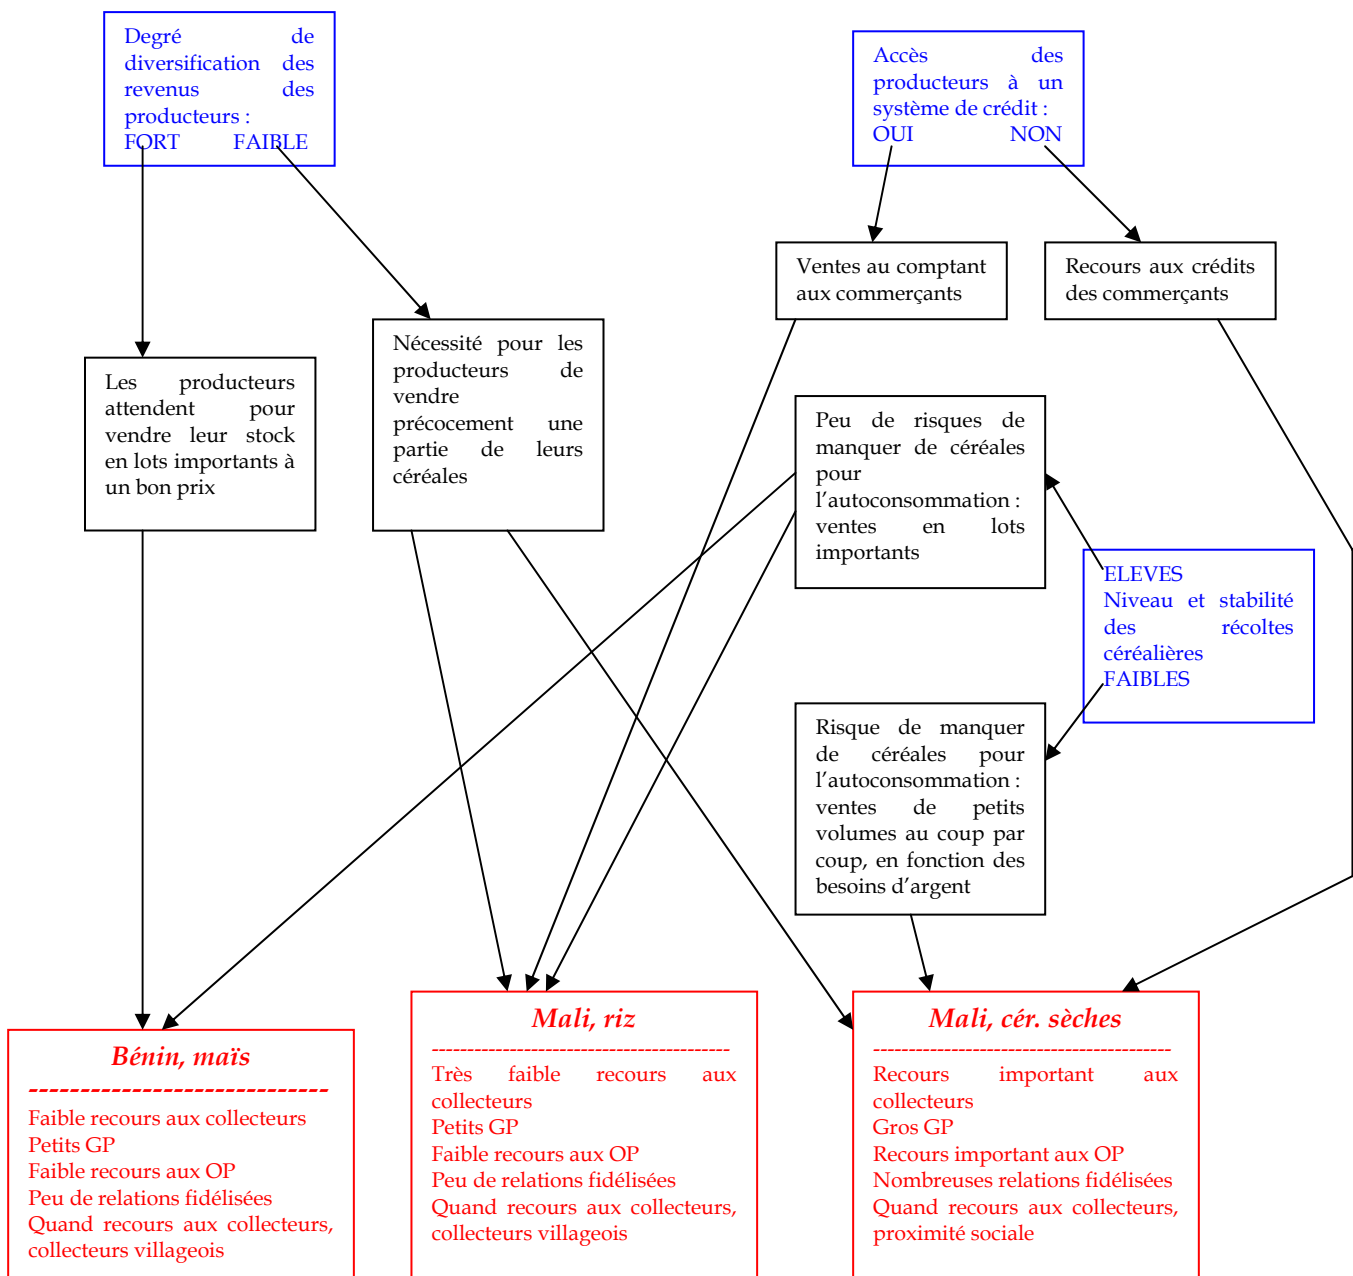 Degré de
diversification des
revenus des
producteurs :
FORT FAIBLE
Accès des
producteurs à un
système de crédit :
OUI NON
Ventes au comptant
aux commerçants
Recours aux crédits
des commerçants
Les producteurs
attendent pour
vendre leur stock
en lots importants à
un bon prix
Nécessité pour les
producteurs de
vendre
précocement une
partie de leurs
céréales
Peu de risques de
manquer de céréales
pour
l'autoconsommation :
ventes en lots
importants
ELEVES
Niveau et stabilité
des récoltes
céréalières
FAIBLES
Risque de manquer
de céréales pour
l'autoconsommation :
ventes de petits
volumes au coup par
coup, en fonction des
besoins d'argent
Bénin, maïs
-----------------------------
Faible recours aux collecteurs
Petits GP
Faible recours aux OP
Peu de relations fidélisées
Quand recours aux collecteurs,
collecteurs villageois
Mali, riz
------------------------------------------
Très faible recours aux
collecteurs
Petits GP
Faible recours aux OP
Peu de relations fidélisées
Quand recours aux collecteurs,
collecteurs villageois
Mali, cér. sèches
------------------------------------------
Recours important aux
collecteurs
Gros GP
Recours important aux OP
Nombreuses relations fidélisées
Quand recours aux collecteurs,
proximité sociale